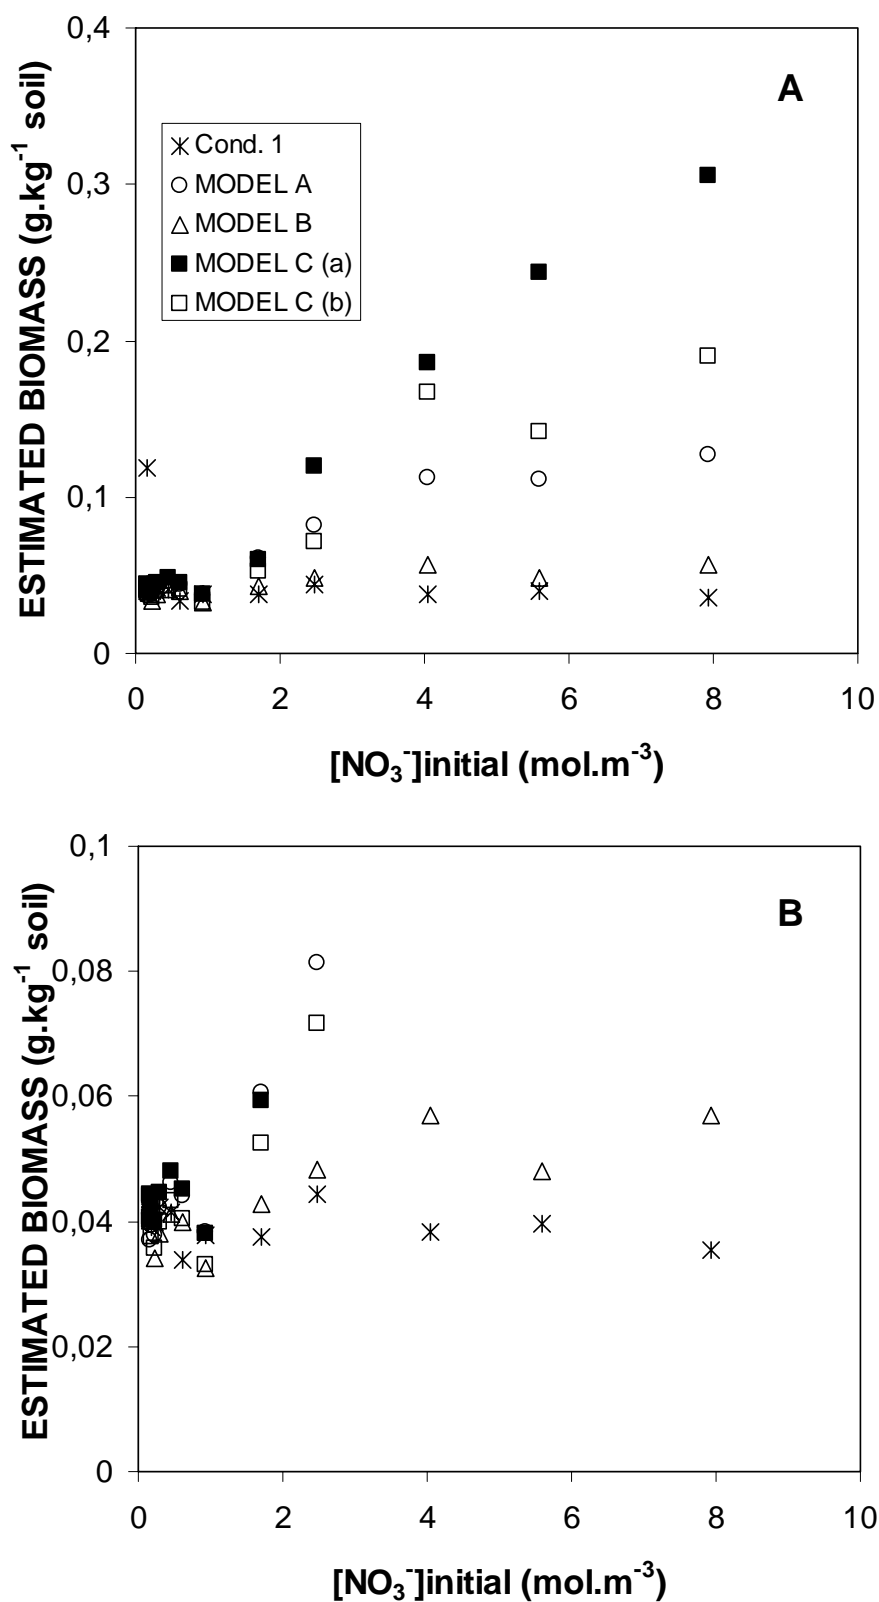 0,4
A
Cond. 1
MODEL A
MODEL B
MODEL C (a)
MODEL C (b)
0,3
0,2
0,1
0
ESTIMATED BIOMASS (g.kg⁻¹ soil)
0 2 4 6 8 10
[NO₃⁻]initial (mol.m⁻³)
0,1
B
0,08
0,06
0,04
0,02
0
ESTIMATED BIOMASS (g.kg⁻¹ soil)
0 2 4 6 8 10
[NO₃⁻]initial (mol.m⁻³)